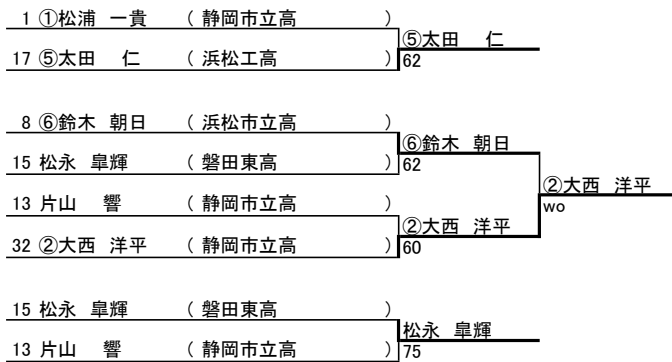 1 ①松浦 一貴 ( 静岡市立高 )
⑤太田 仁
17 ⑤太田 仁 ( 浜松工高 ) 62
8 ⑥鈴木 朝日 ( 浜松市立高 )
⑥鈴木 朝日
15 松永 皐輝 ( 磐田東高 ) 62
②大西 洋平
wo
13 片山 響 ( 静岡市立高 )
②大西 洋平
32 ②大西 洋平 ( 静岡市立高 ) 60
15 松永 皐輝 ( 磐田東高 )
松永 皐輝
13 片山 響 ( 静岡市立高 ) 75